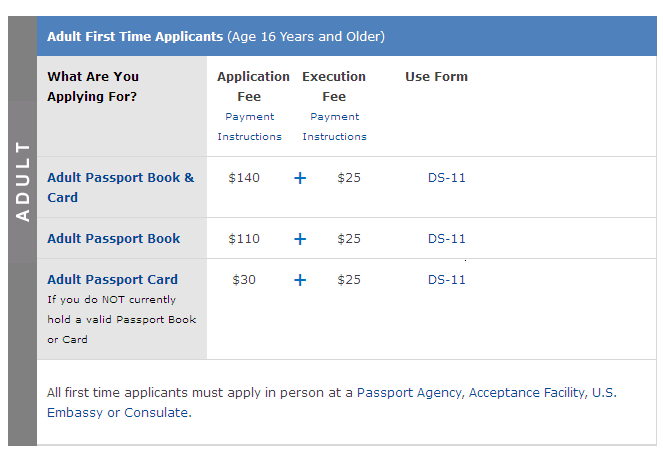 Adult First Time Applicants (Age 16 Years and Older)
ADULT
What Are You Applying For?
Application Fee
Payment Instructions
Execution Fee
Payment Instructions
Use Form
Adult Passport Book & Card
$140 + $25 DS-11
Adult Passport Book
$110 + $25 DS-11
Adult Passport Card
$30 + $25 DS-11
If you do NOT currently
hold a valid Passport Book
or Card
All first time applicants must apply in person at a Passport Agency, Acceptance Facility, U.S.
Embassy or Consulate.